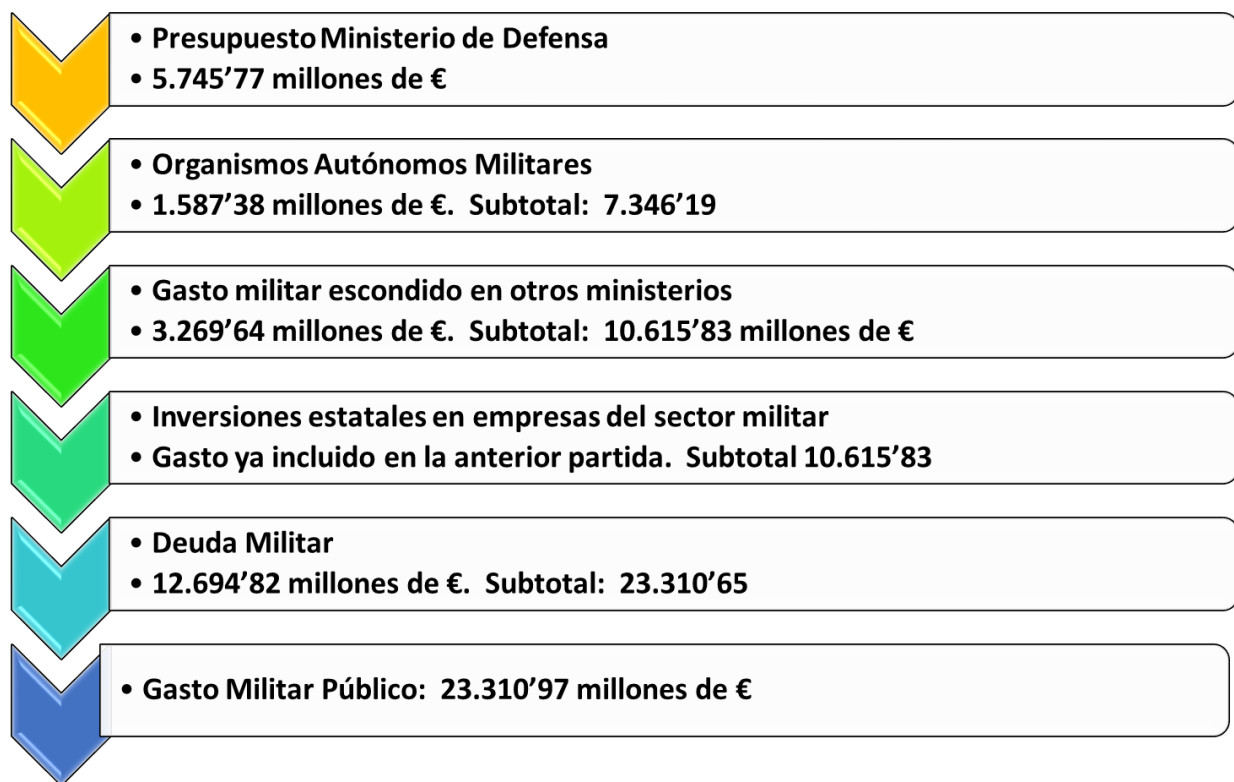 • Presupuesto Ministerio de Defensa
• 5.745’77 millones de €
• Organismos Autónomos Militares
• 1.587’38 millones de €. Subtotal: 7.346’19
• Gasto militar escondido en otros ministerios
• 3.269’64 millones de €. Subtotal: 10.615’83 millones de €
• Inversiones estatales en empresas del sector militar
• Gasto ya incluido en la anterior partida. Subtotal 10.615’83
• Deuda Militar
• 12.694’82 millones de €. Subtotal: 23.310’65
• Gasto Militar Público: 23.310’97 millones de €